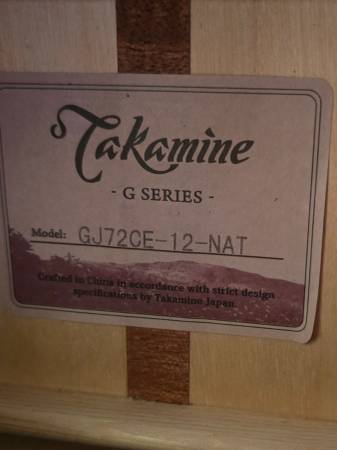 Takamine
- G SERIES -
Model: GJ72CE-12-NAT
Crafted in China in accordance with strict design
specifications by Takamine Japan.